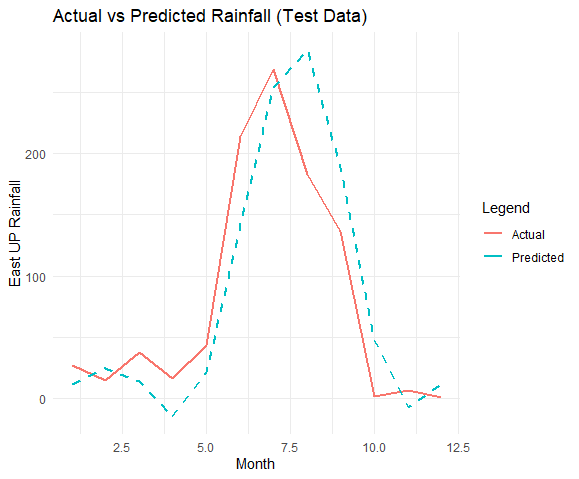 Actual vs Predicted Rainfall (Test Data)
East UP Rainfall
200
100
0
2.5 5.0 7.5 10.0 12.5
Month
Legend
Actual
Predicted